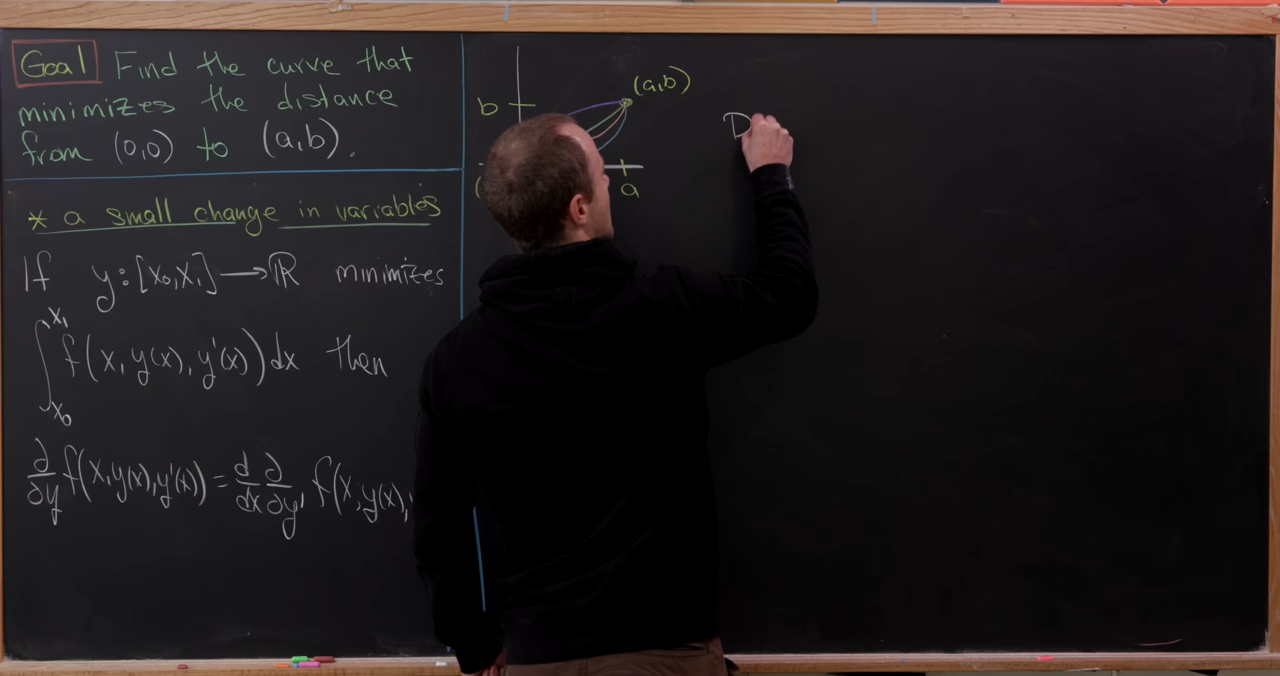 Goal Find the curve that
minimizes the distance
from (0,0) to (a,b).
* a small change in variables
If y:[x₀,x₁]→ℝ minimizes
∫_{x₀}^{x₁} f(x, y(x), y'(x))dx then
∂/∂y f(x,y(x),y'(x)) = d/dx ∂/∂y' f(x,y(x),
(a,b)
b
a
D